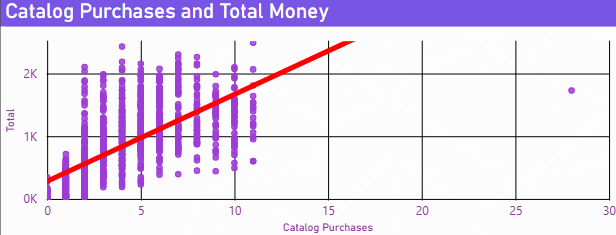 Catalog Purchases and Total Money
2K
1K
0K
Total
0 5 10 15 20 25 30
Catalog Purchases